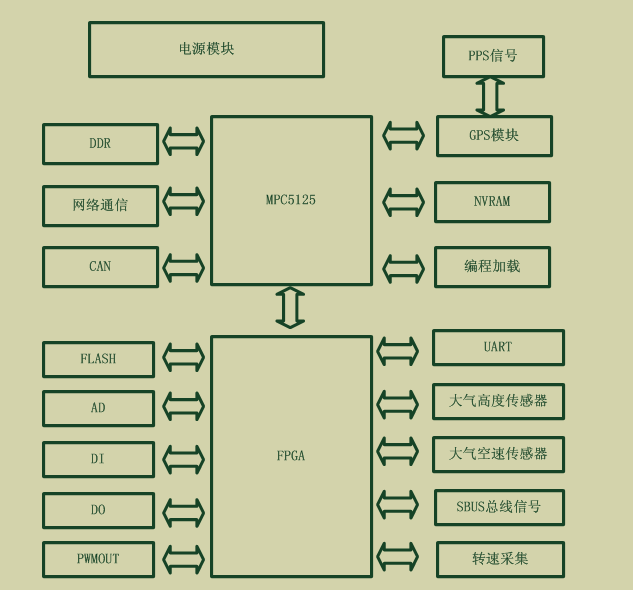 电源模块
PPS信号
DDR
GPS模块
网络通信
MPC5125
NVRAM
CAN
编程加载
FLASH
UART
AD
大气高度传感器
DI
FPGA
大气空速传感器
DO
SBUS总线信号
PWMOUT
转速采集